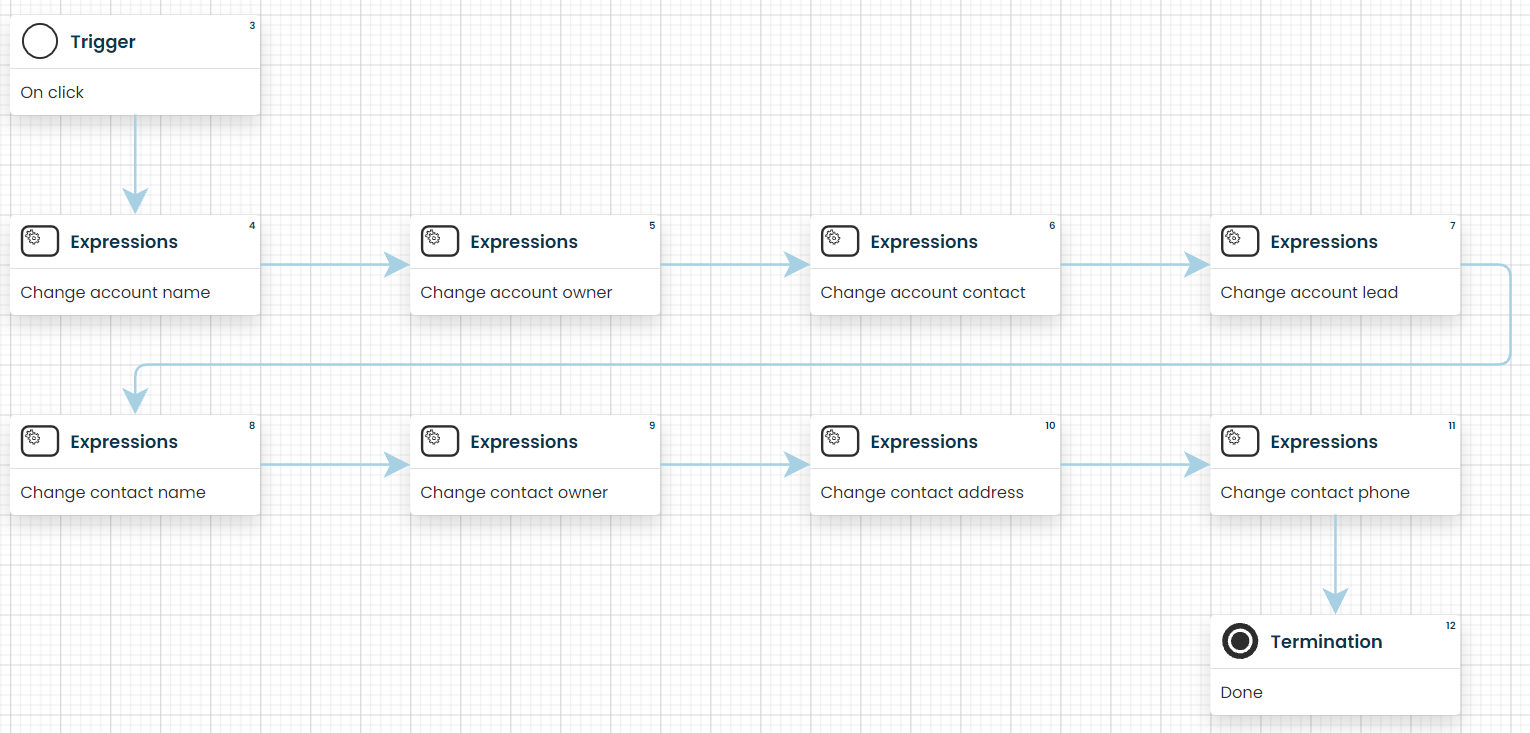 3
Trigger
On click
4
Expressions
Change account name
5
Expressions
Change account owner
6
Expressions
Change account contact
7
Expressions
Change account lead
8
Expressions
Change contact name
9
Expressions
Change contact owner
10
Expressions
Change contact address
11
Expressions
Change contact phone
12
Termination
Done